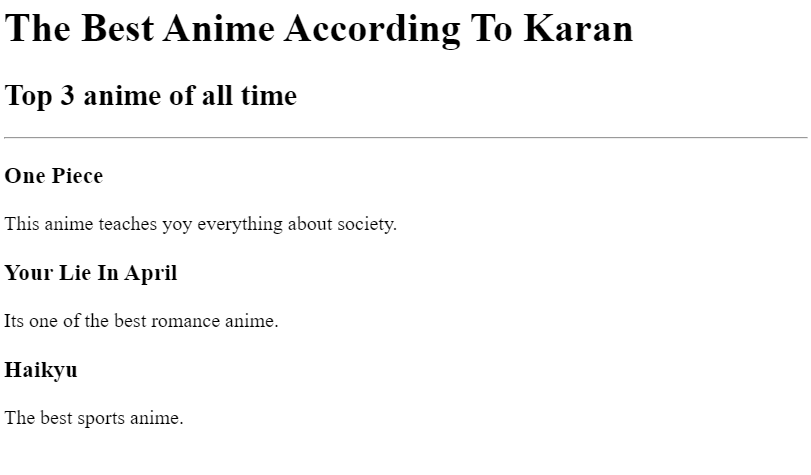 The Best Anime According To Karan
Top 3 anime of all time
One Piece
This anime teaches yoy everything about society.
Your Lie In April
Its one of the best romance anime.
Haikyu
The best sports anime.